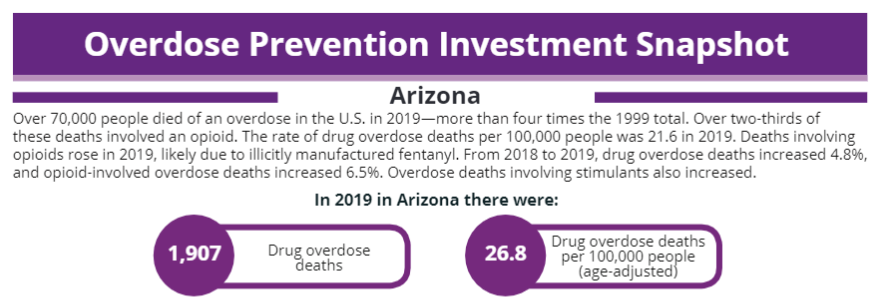 Overdose Prevention Investment Snapshot
Arizona
Over 70,000 people died of an overdose in the U.S. in 2019—more than four times the 1999 total. Over two-thirds of
these deaths involved an opioid. The rate of drug overdose deaths per 100,000 people was 21.6 in 2019. Deaths involving
opioids rose in 2019, likely due to illicitly manufactured fentanyl. From 2018 to 2019, drug overdose deaths increased 4.8%,
and opioid-involved overdose deaths increased 6.5%. Overdose deaths involving stimulants also increased.
In 2019 in Arizona there were:
1,907
Drug overdose
deaths
26.8
Drug overdose deaths
per 100,000 people
(age-adjusted)